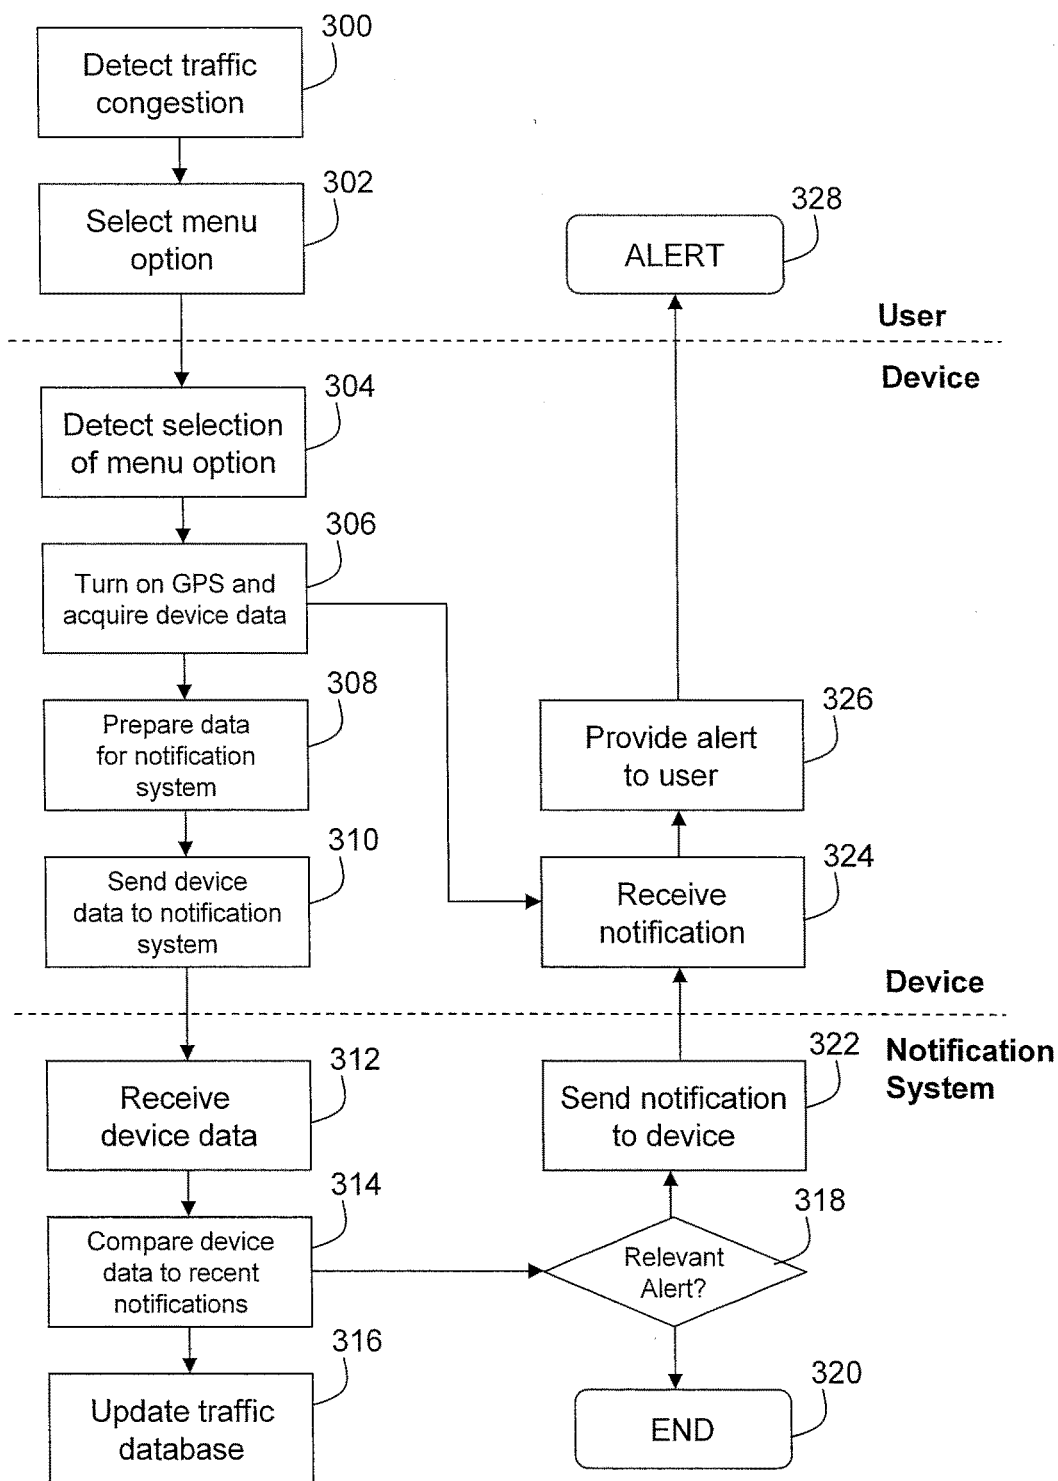 300
Detect traffic
congestion
302
Select menu
option
328
ALERT
User
Device
304
Detect selection
of menu option
306
Turn on GPS and
acquire device data
308
Prepare data
for notification
system
326
Provide alert
to user
310
Send device
data to notification
system
324
Receive
notification
Device
Notification
System
312
Receive
device data
322
Send notification
to device
314
Compare device
data to recent
notifications
318
Relevant
Alert?
316
Update traffic
database
320
END